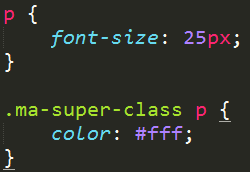 p {
    font-size: 25px;
}

.ma-super-class p {
    color: #fff;
}